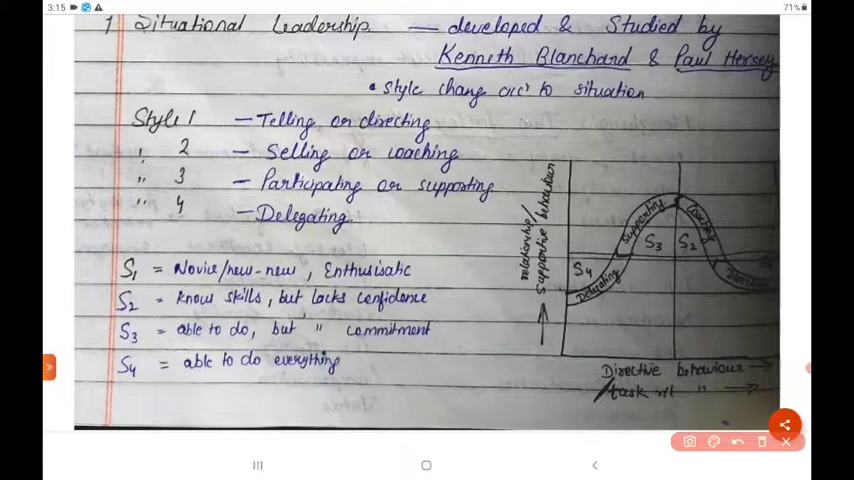 3:15
71%
1 Situational Leadership — developed & Studied by
Kenneth Blanchard & Paul Hersey
• style change acc' to situation
Style 1 — Telling or directing
" 2 — Selling or coaching
" 3 — Participating or supporting
" 4 — Delegating
S1 = Novice/new-new, Enthusisatic
S2 = know skills, but lacks confidence
S3 = able to do, but " commitment
S4 = able to do everything
relationship/
Supportive behaviour
Supporting
Coaching
S3
S2
S4
Delegating
Directive behaviour
/task "